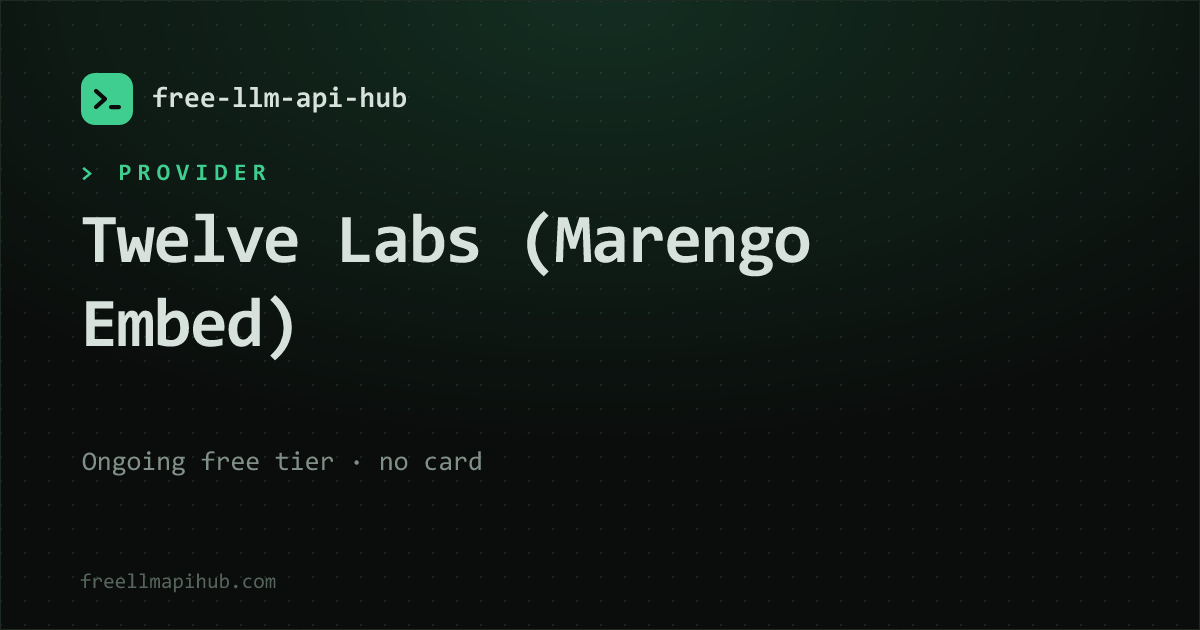 free-llm-api-hub
> PROVIDER
Twelve Labs (Marengo
Embed)
Ongoing free tier · no card
freellmapihub.com